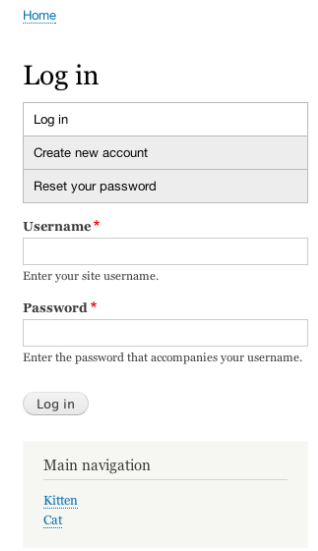 Home
Log in
Log in
Create new account
Reset your password
Username *
Enter your site username.
Password *
Enter the password that accompanies your username.
Log in
Main navigation
Kitten
Cat